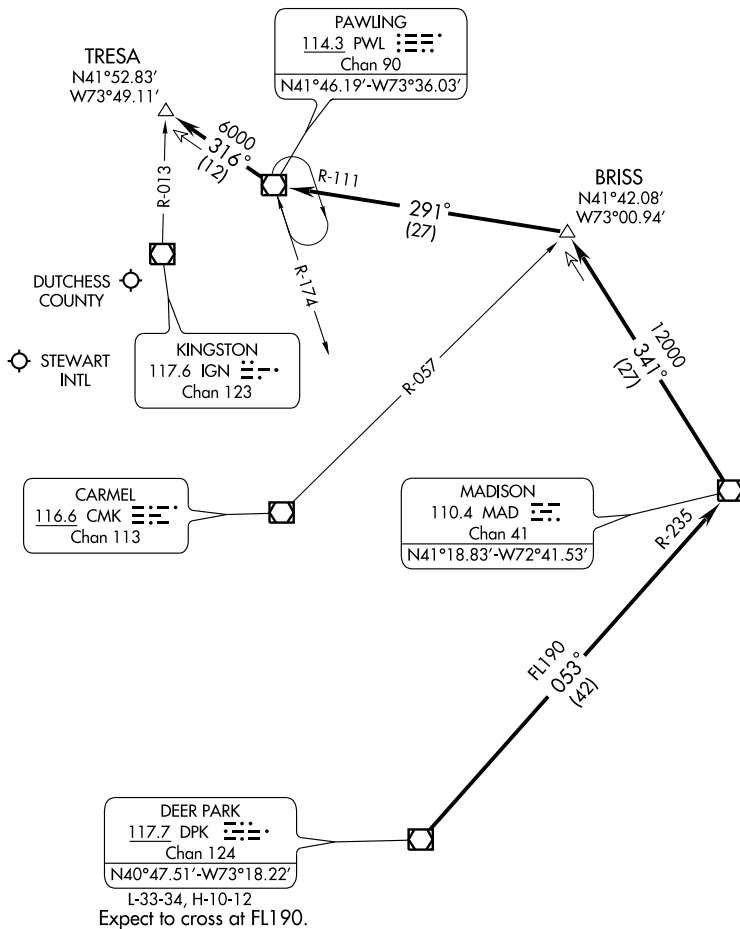 PAWLING
114.3 PWL
Chan 90
N41°46.19'-W73°36.03'
TRESA
N41°52.83'
W73°49.11'
6000
316°
(12)
R-013
R-111
291°
(27)
BRISS
N41°42.08'
W73°00.94'
R-174
DUTCHESS
COUNTY
STEWART
INTL
KINGSTON
117.6 IGN
Chan 123
R-057
12000
341°
(27)
CARMEL
116.6 CMK
Chan 113
MADISON
110.4 MAD
Chan 41
N41°18.83'-W72°41.53'
R-235
FL190
053°
(42)
DEER PARK
117.7 DPK
Chan 124
N40°47.51'-W73°18.22'
L-33-34, H-10-12
Expect to cross at FL190.